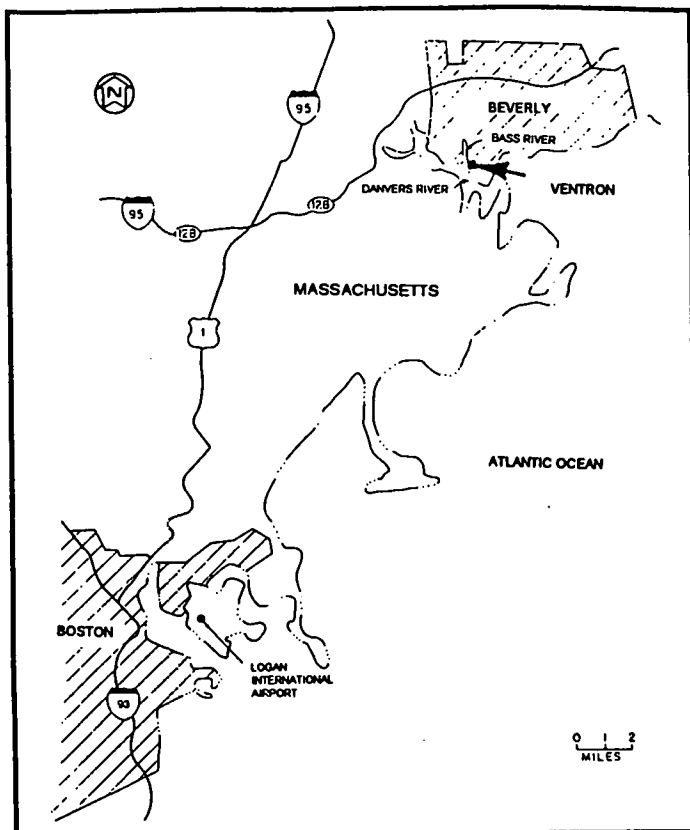 N
95
BEVERLY
BASS RIVER
DANVERS RIVER
VENTRON
95
128
128
MASSACHUSETTS
1
ATLANTIC OCEAN
BOSTON
LOGAN
INTERNATIONAL
AIRPORT
93
0 1 2
MILES